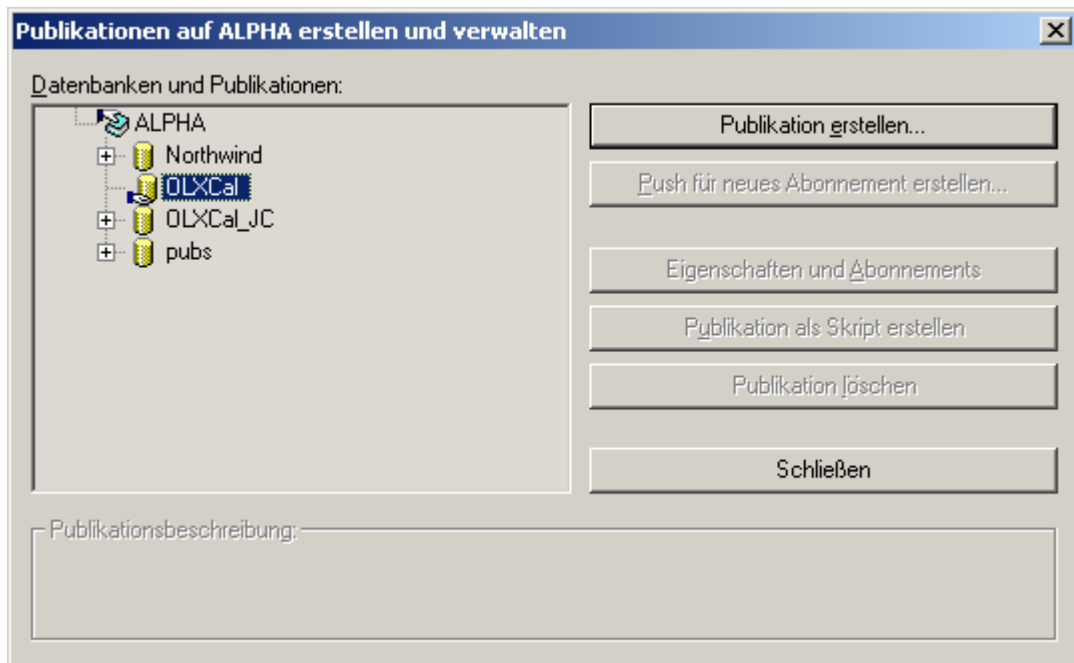 Publikationen auf ALPHA erstellen und verwalten
Datenbanken und Publikationen:
ALPHA
Northwind
OLXCal
OLXCal_JC
pubs
Publikation erstellen...
Push für neues Abonnement erstellen...
Eigenschaften und Abonnements
Publikation als Skript erstellen
Publikation löschen
Schließen
Publikationsbeschreibung: